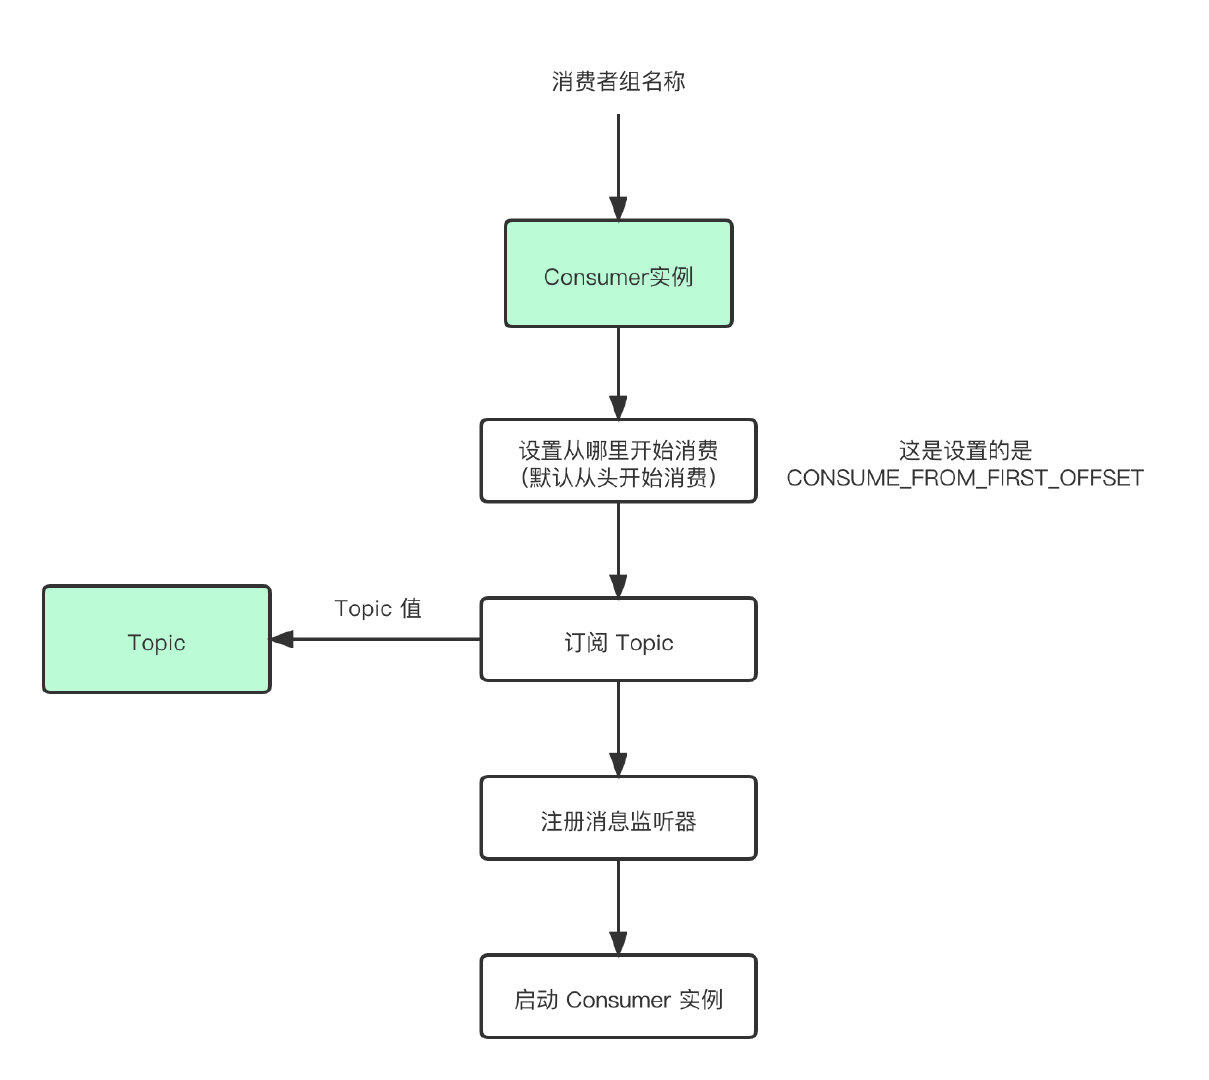 消费者组名称
Consumer实例
设置从哪里开始消费
(默认从头开始消费)
这是设置的是
CONSUME_FROM_FIRST_OFFSET
Topic
Topic 值
订阅 Topic
注册消息监听器
启动 Consumer 实例